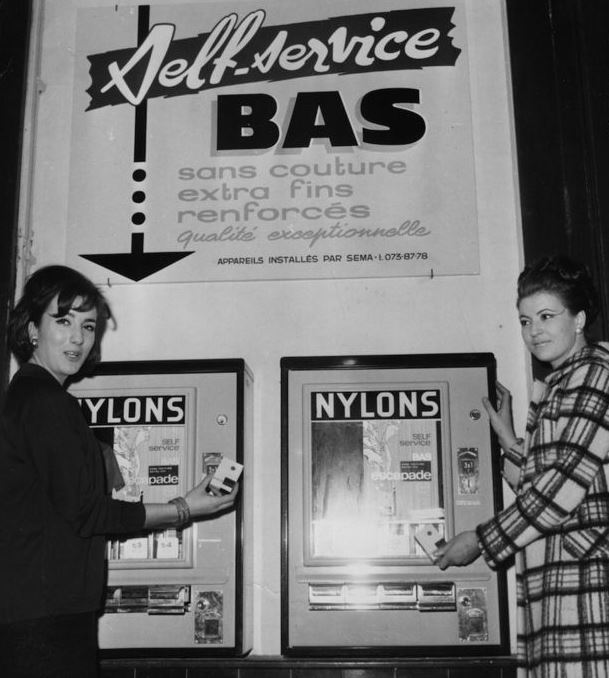 Self-service
BAS
sans couture
extra fins
renforcés
qualité exceptionnelle
APPAREILS INSTALLÉS PAR SEMA - t. 073-87-78
NYLONS
SELF
service
BAS
escapade
NYLONS
SELF
service
BAS
escapade